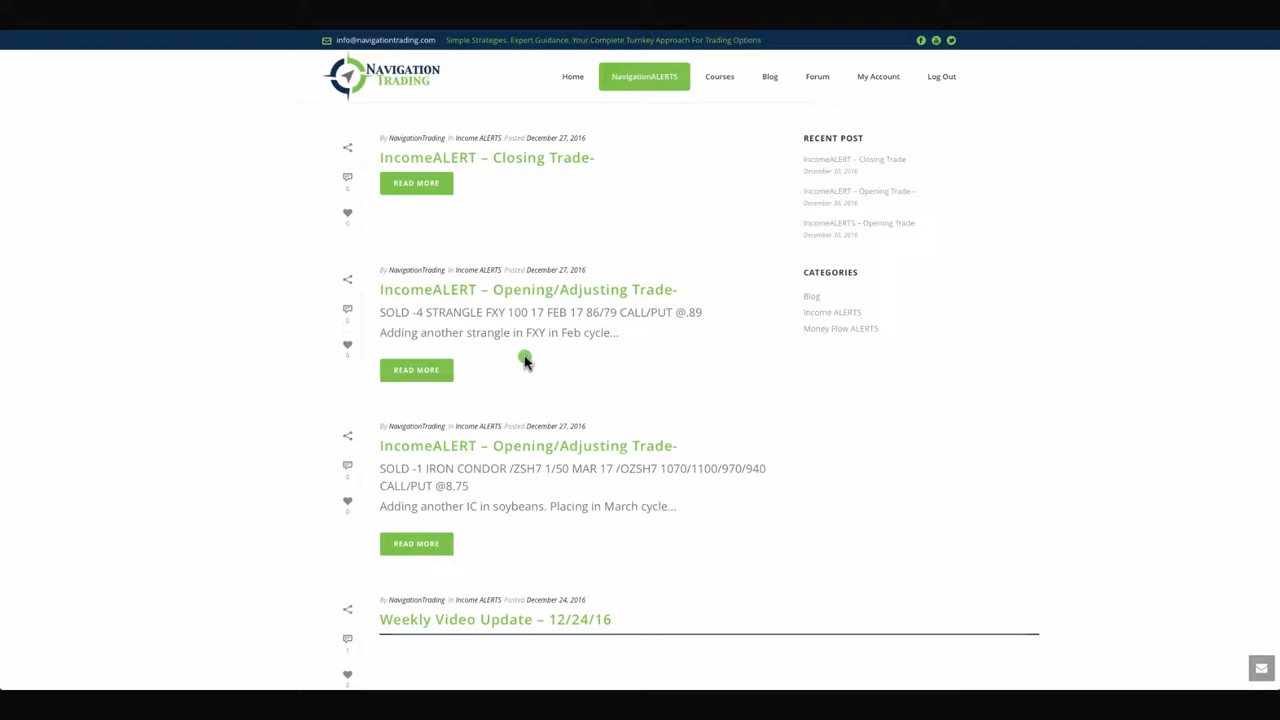 info@navigationtrading.com Simple Strategies. Expert Guidance. Your Complete Turnkey Approach For Trading Options
NAVIGATION
TRADING
Home NavigationALERTS Courses Blog Forum My Account Log Out
By NavigationTrading In Income ALERTS Posted December 27, 2016
IncomeALERT – Closing Trade-
READ MORE
0
0
By NavigationTrading In Income ALERTS Posted December 27, 2016
IncomeALERT – Opening/Adjusting Trade-
SOLD -4 STRANGLE FXY 100 17 FEB 17 86/79 CALL/PUT @.89
Adding another strangle in FXY in Feb cycle...
READ MORE
0
0
By NavigationTrading In Income ALERTS Posted December 27, 2016
IncomeALERT – Opening/Adjusting Trade-
SOLD -1 IRON CONDOR /ZSH7 1/50 MAR 17 /OZSH7 1070/1100/970/940
CALL/PUT @8.75
Adding another IC in soybeans. Placing in March cycle...
READ MORE
0
0
By NavigationTrading In Income ALERTS Posted December 24, 2016
Weekly Video Update – 12/24/16
1
0
RECENT POST
IncomeALERT – Closing Trade
December 30, 2016
IncomeALERT – Opening Trade –
December 30, 2016
IncomeALERTS – Opening Trade
December 30, 2016
CATEGORIES
Blog
Income ALERTS
Money Flow ALERTS